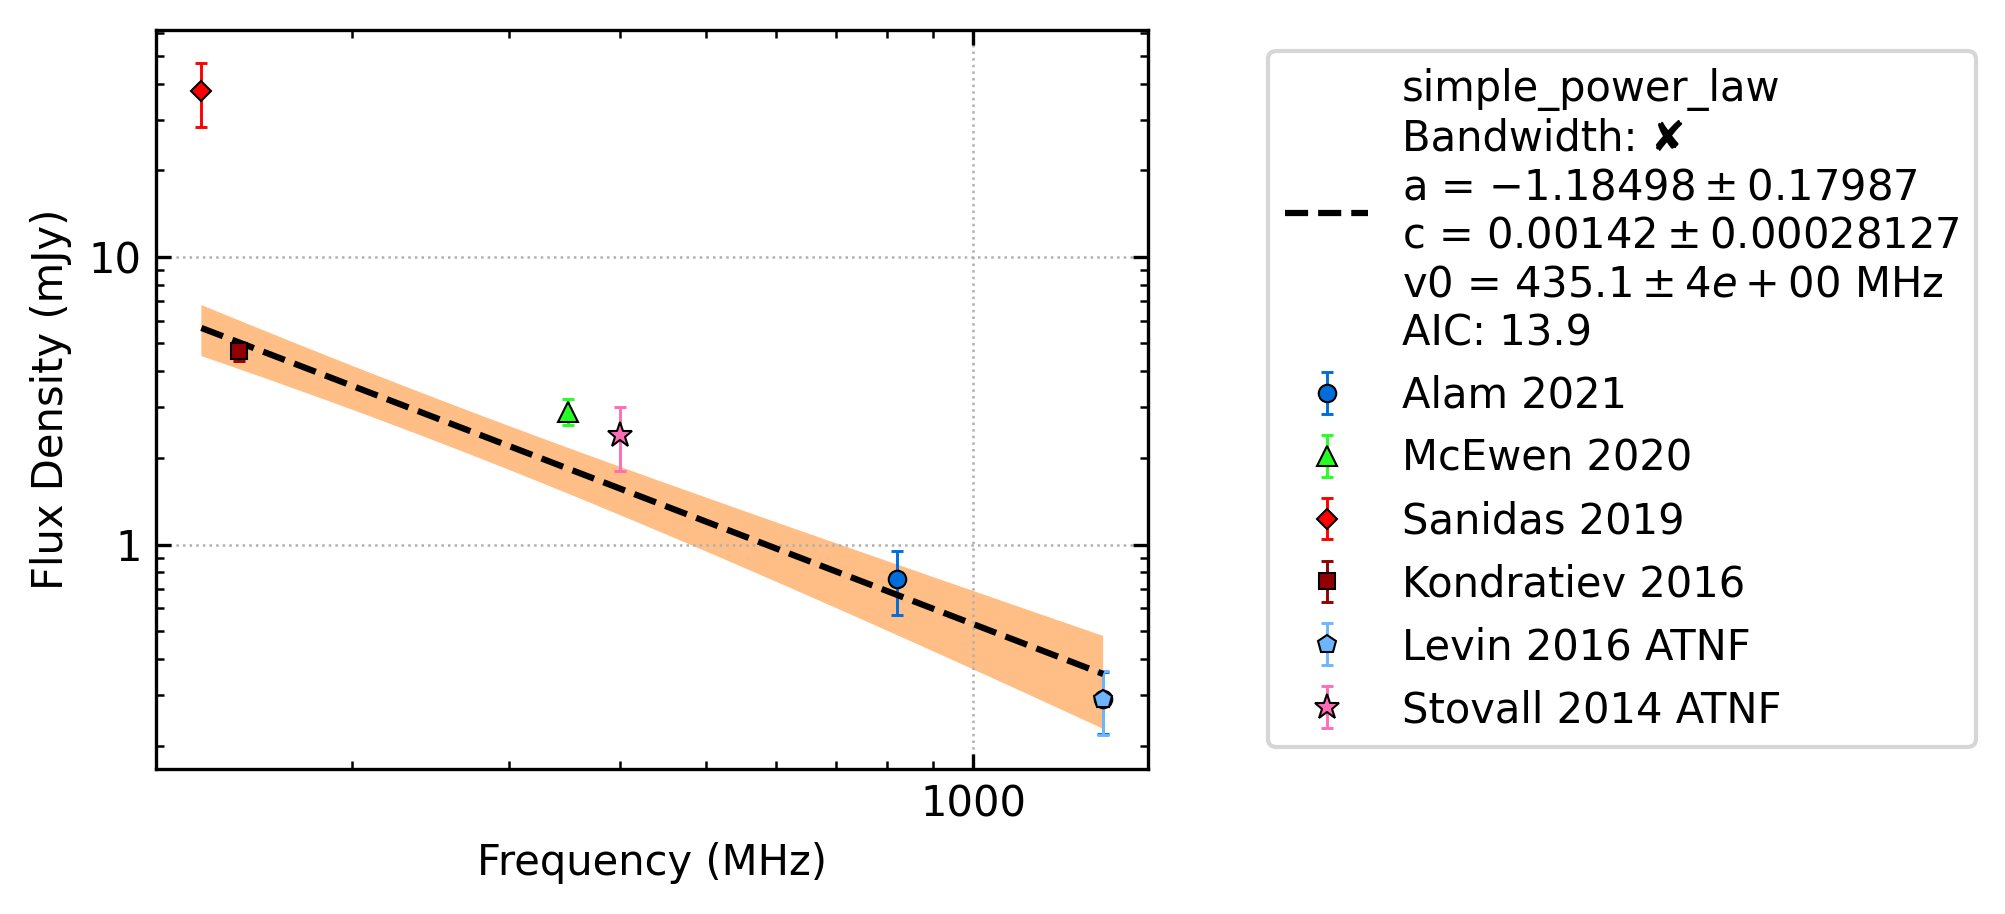 Flux Density (mJy)
10
1
1000
Frequency (MHz)
simple_power_law
Bandwidth: ✘
a = −1.18498 ± 0.17987
c = 0.00142 ± 0.00028127
v0 = 435.1 ± 4e + 00 MHz
AIC: 13.9
Alam 2021
McEwen 2020
Sanidas 2019
Kondratiev 2016
Levin 2016 ATNF
Stovall 2014 ATNF